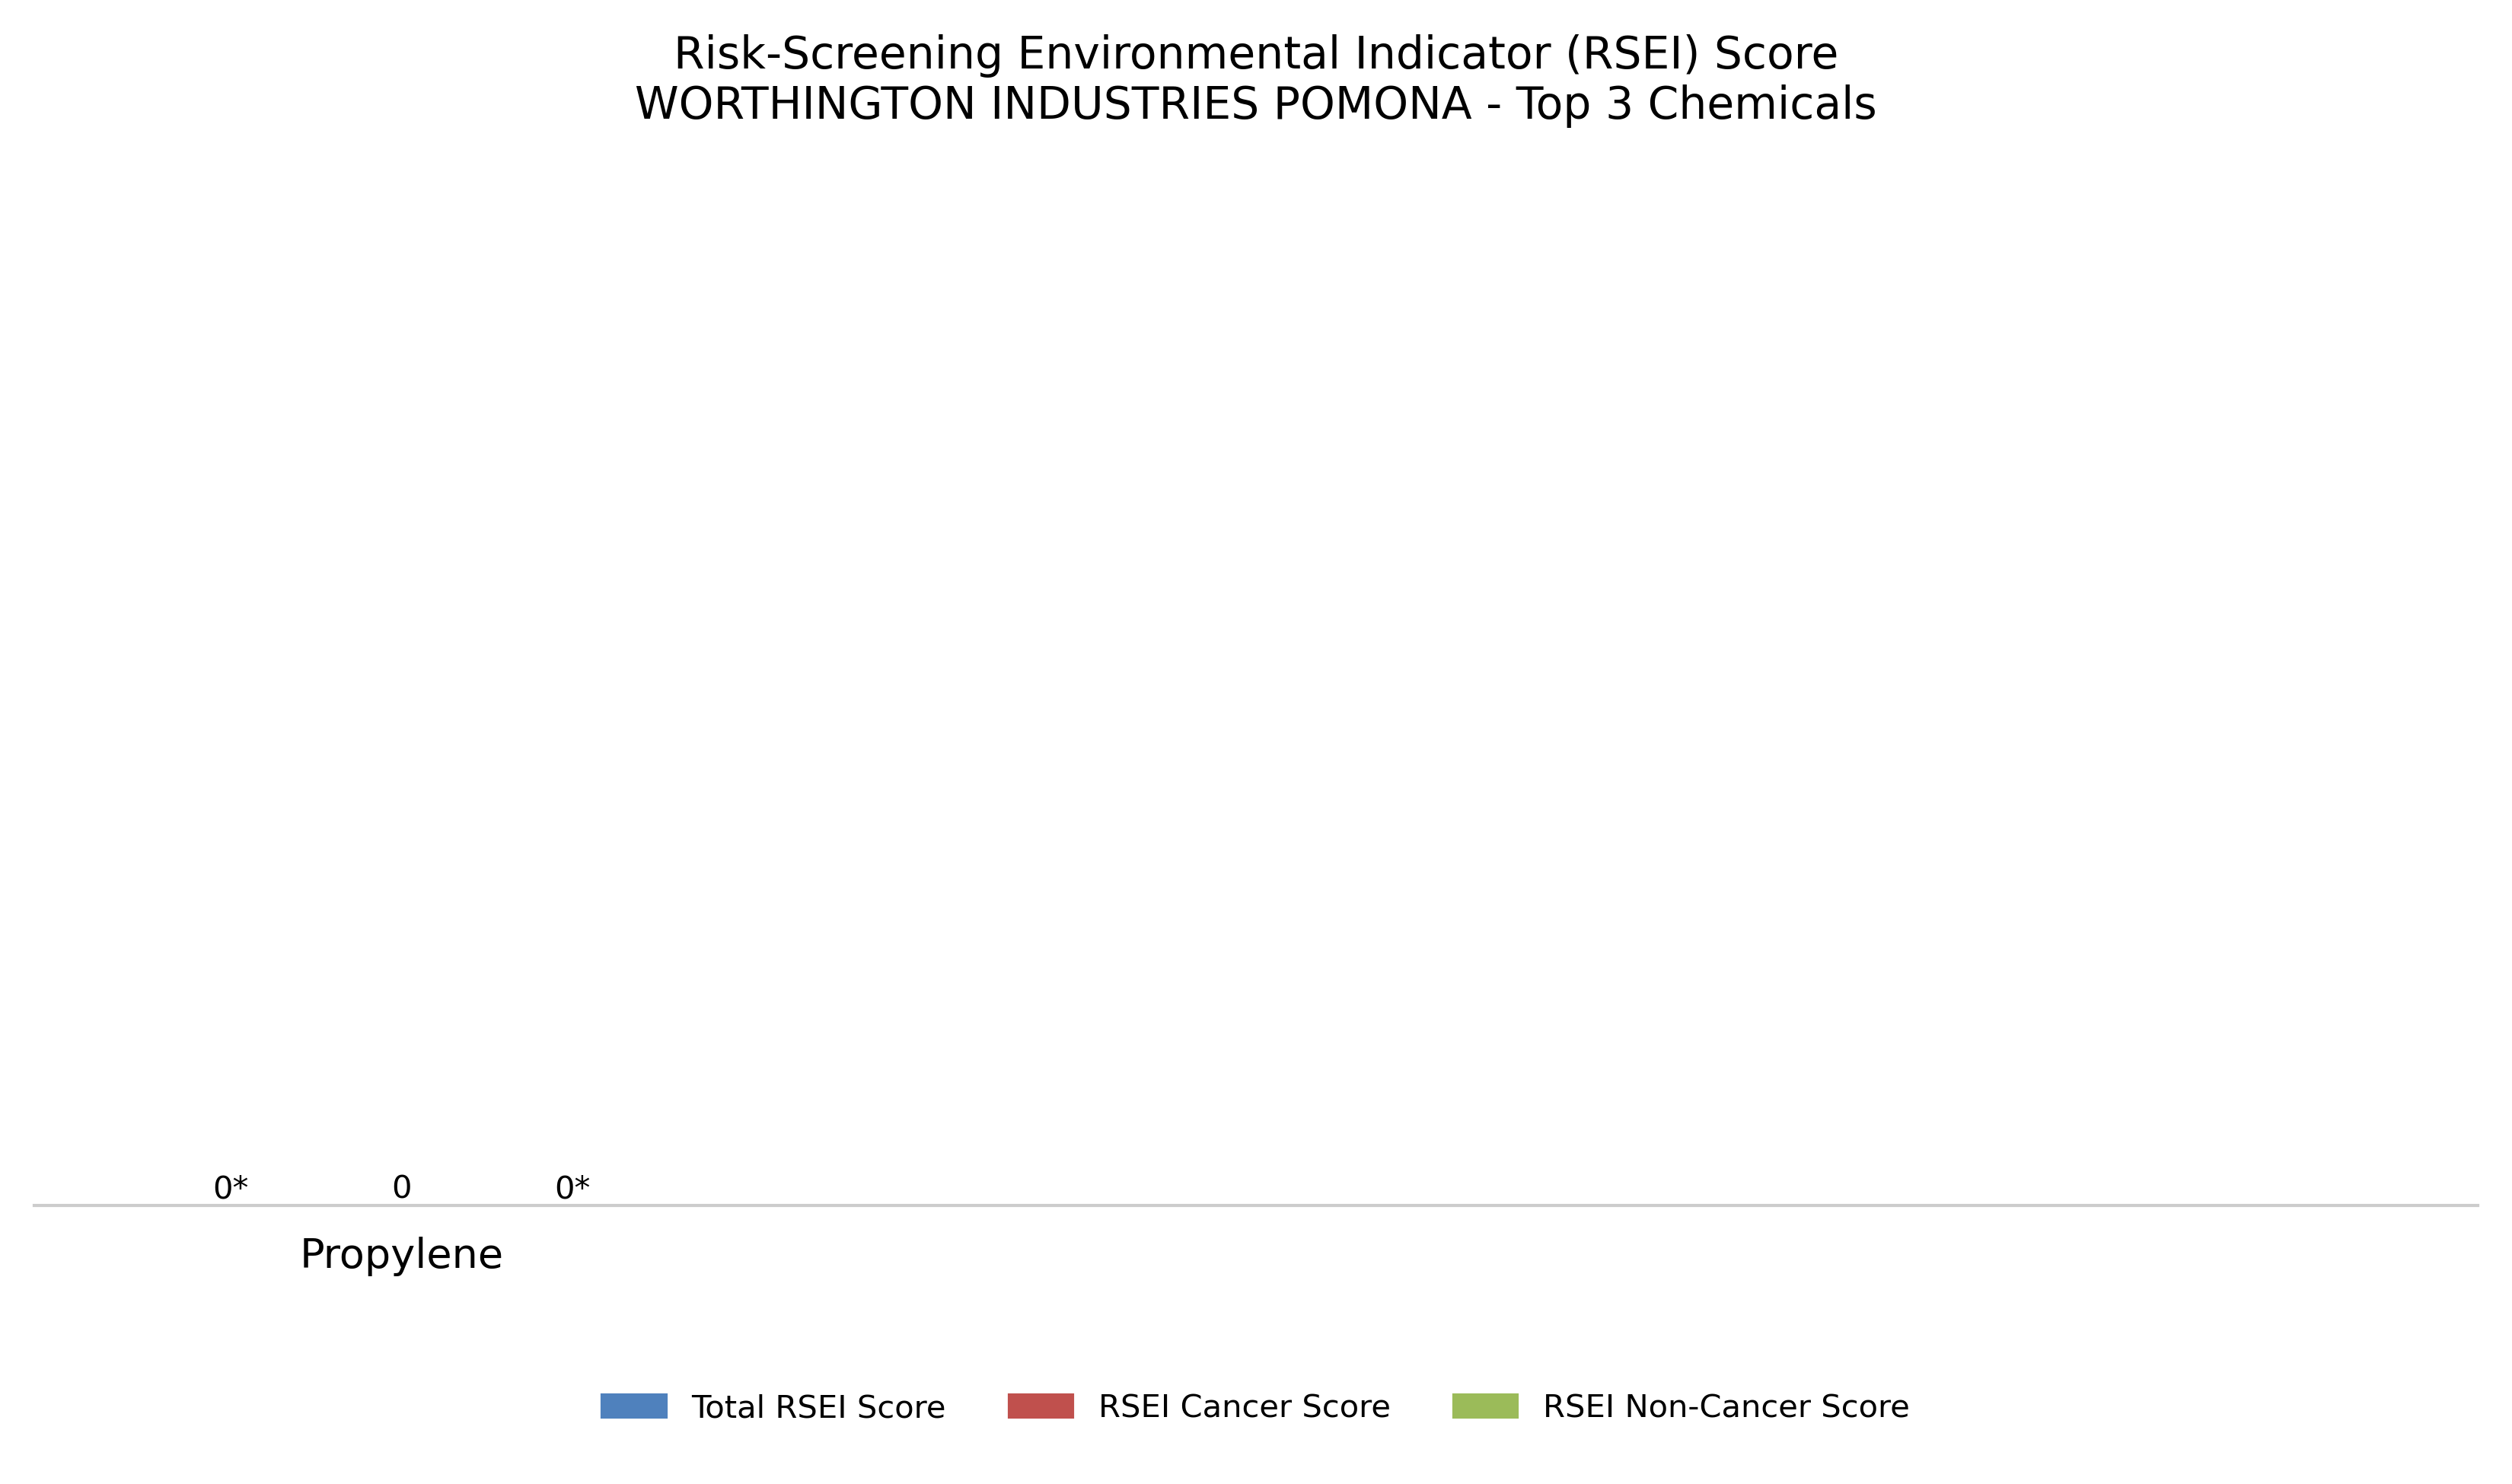 Risk-Screening Environmental Indicator (RSEI) Score
WORTHINGTON INDUSTRIES POMONA - Top 3 Chemicals
0* 0 0*
Propylene
Total RSEI Score RSEI Cancer Score RSEI Non-Cancer Score